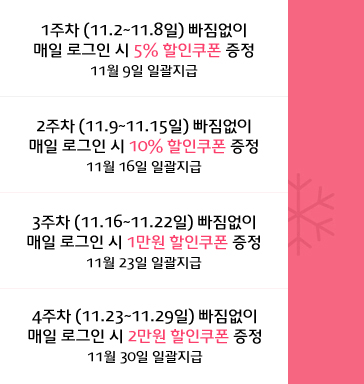 1주차 (11.2~11.8일) 빠짐없이
매일 로그인 시 5% 할인쿠폰 증정
11월 9일 일괄지급
2주차 (11.9~11.15일) 빠짐없이
매일 로그인 시 10% 할인쿠폰 증정
11월 16일 일괄지급
3주차 (11.16~11.22일) 빠짐없이
매일 로그인 시 1만원 할인쿠폰 증정
11월 23일 일괄지급
4주차 (11.23~11.29일) 빠짐없이
매일 로그인 시 2만원 할인쿠폰 증정
11월 30일 일괄지급